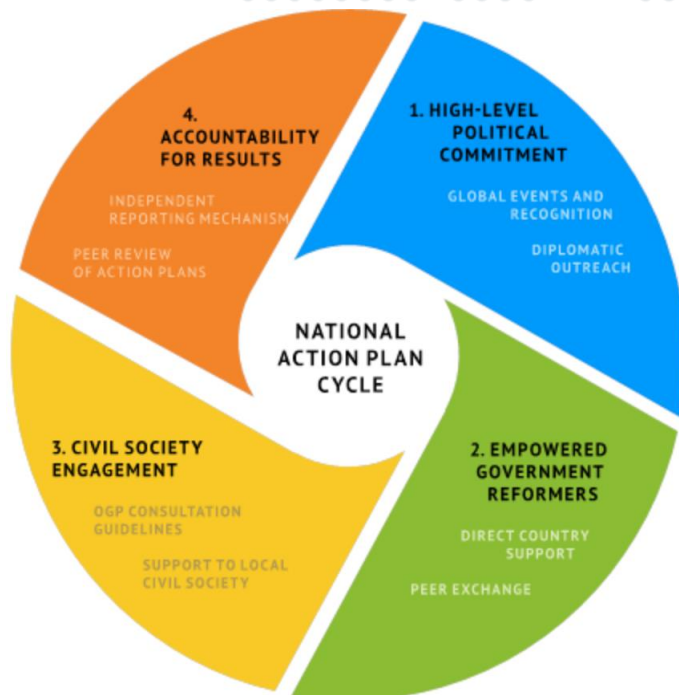 1. HIGH-LEVEL
POLITICAL
COMMITMENT
GLOBAL EVENTS AND
RECOGNITION
DIPLOMATIC
OUTREACH
2. EMPOWERED
GOVERNMENT
REFORMERS
DIRECT COUNTRY
SUPPORT
PEER EXCHANGE
3. CIVIL SOCIETY
ENGAGEMENT
OGP CONSULTATION
GUIDELINES
SUPPORT TO LOCAL
CIVIL SOCIETY
4.
ACCOUNTABILITY
FOR RESULTS
INDEPENDENT
REPORTING MECHANISM
PEER REVIEW
OF ACTION PLANS
NATIONAL
ACTION PLAN
CYCLE